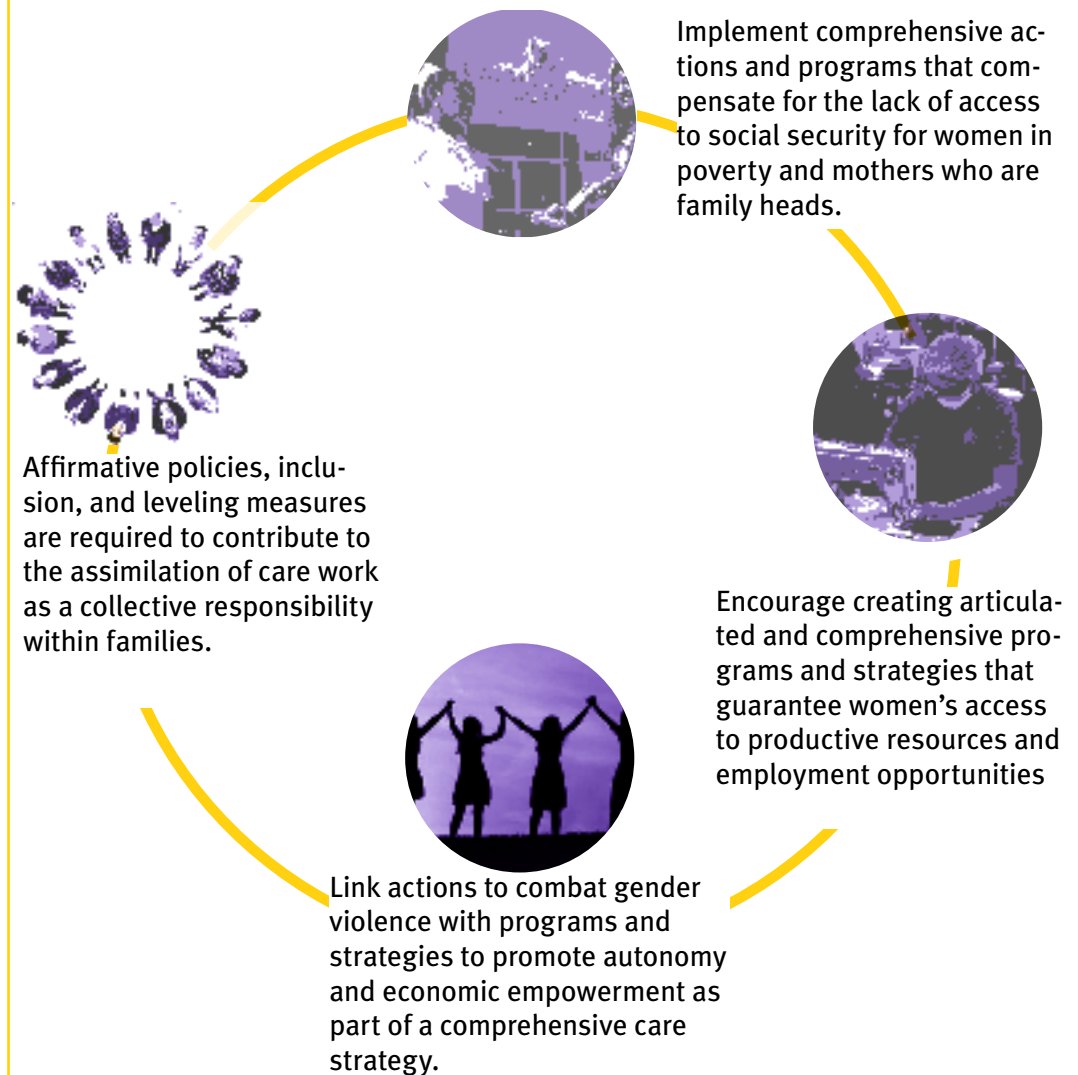 Implement comprehensive ac-
tions and programs that com-
pensate for the lack of access
to social security for women in
poverty and mothers who are
family heads.
Affirmative policies, inclu-
sion, and leveling measures
are required to contribute to
the assimilation of care work
as a collective responsibility
within families.
Encourage creating articula-
ted and comprehensive pro-
grams and strategies that
guarantee women's access
to productive resources and
employment opportunities
Link actions to combat gender
violence with programs and
strategies to promote autonomy
and economic empowerment as
part of a comprehensive care
strategy.